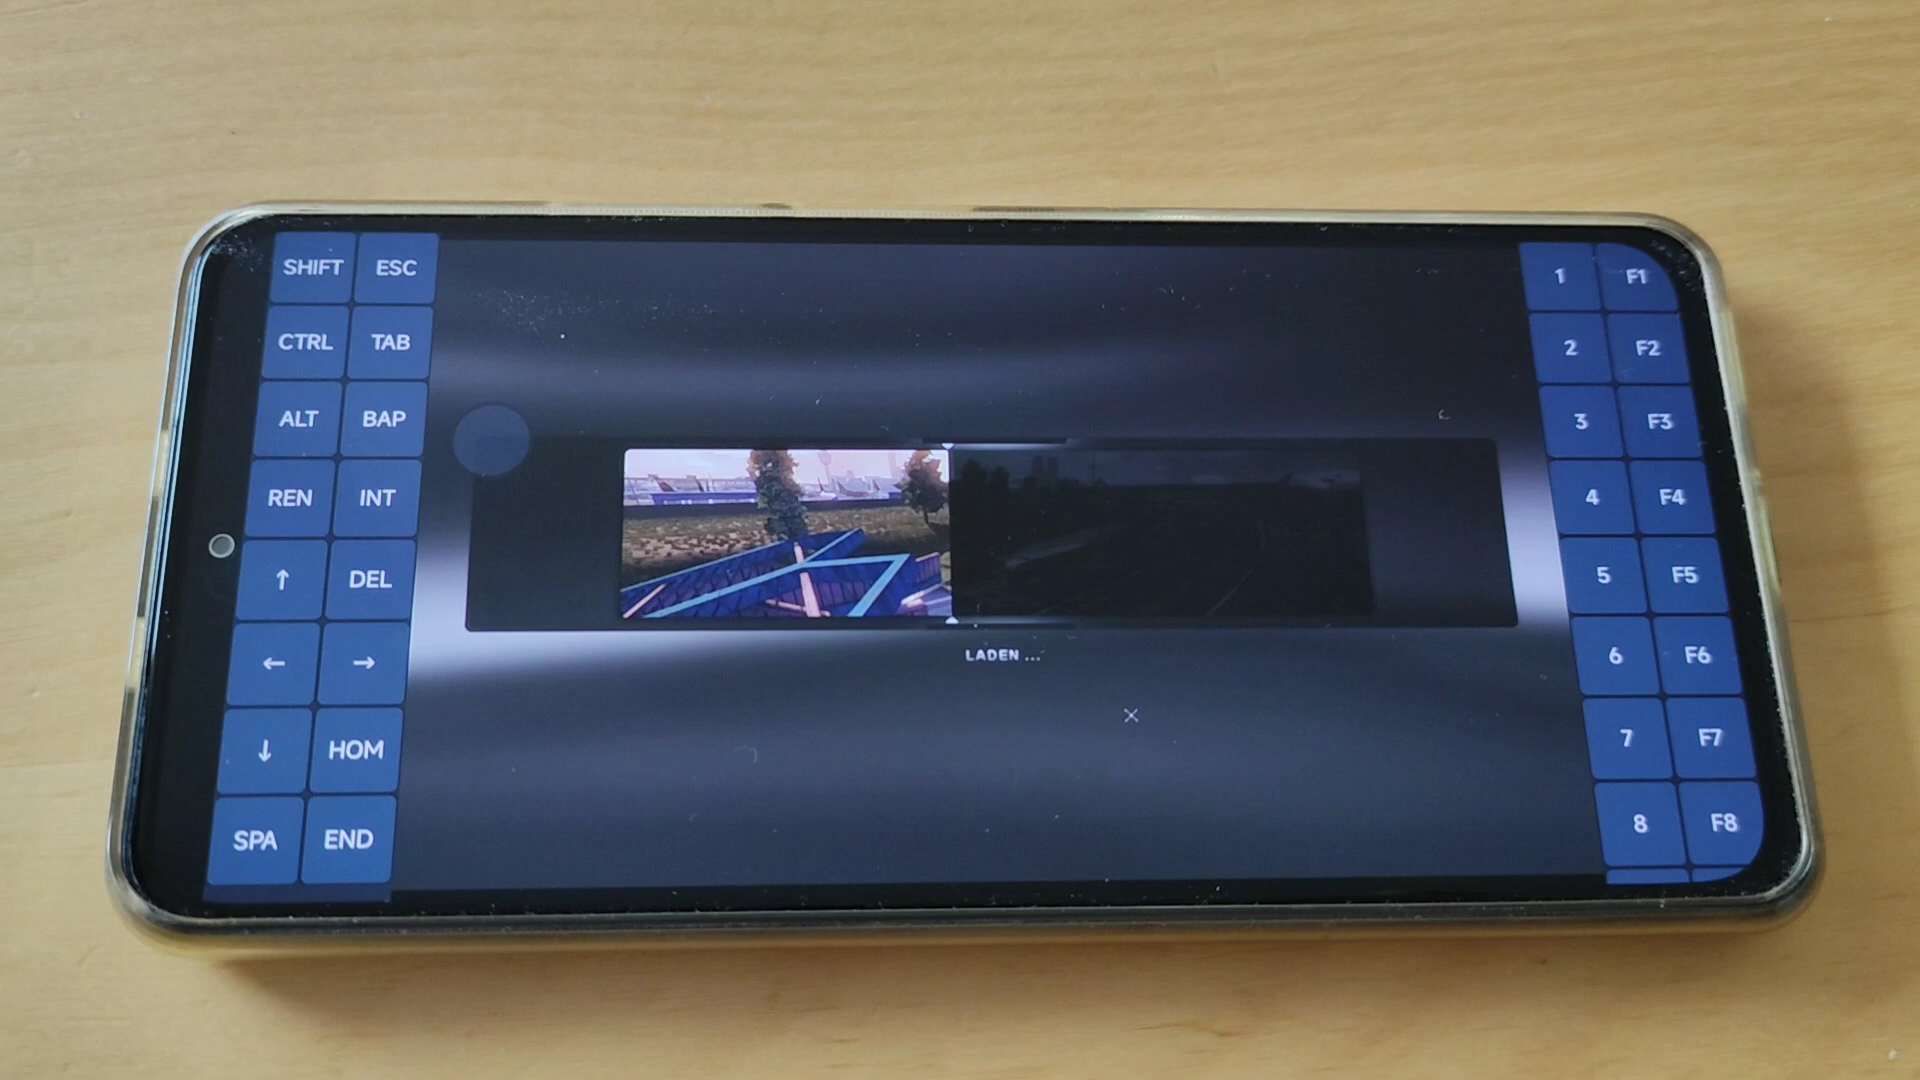 SHIFT ESC
CTRL TAB
ALT BAP
REN INT
↑ DEL
← →
↓ HOM
SPA END
LADEN ...
1 F1
2 F2
3 F3
4 F4
5 F5
6 F6
7 F7
8 F8